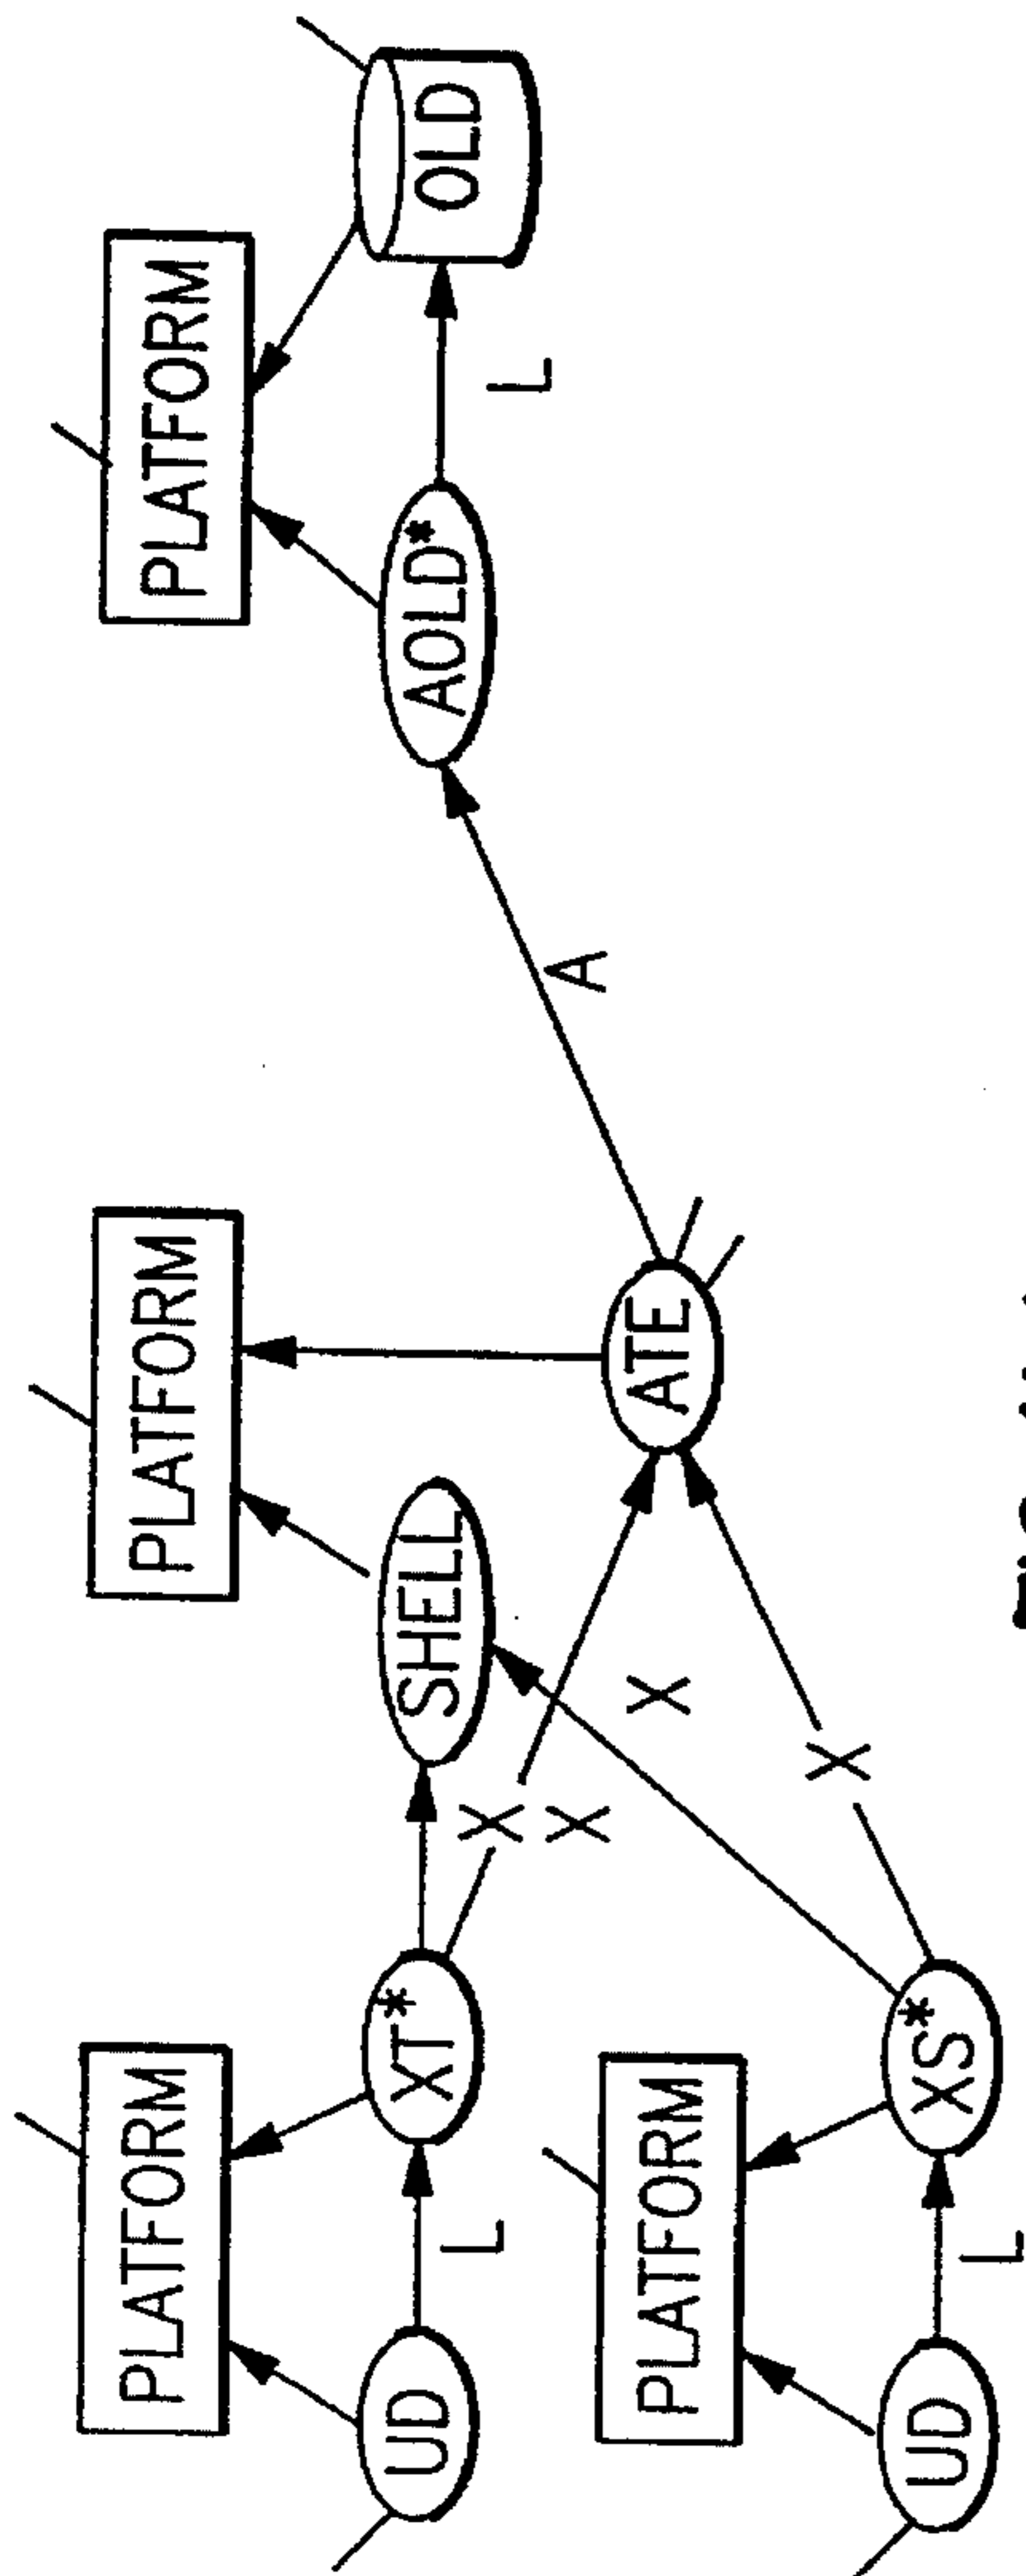 PLATFORM
PLATFORM
PLATFORM
UD
L
XT*
SHELL
AOLD*
L
OLD
X
X
X
A
PLATFORM
ATE
X
UD
L
XS*